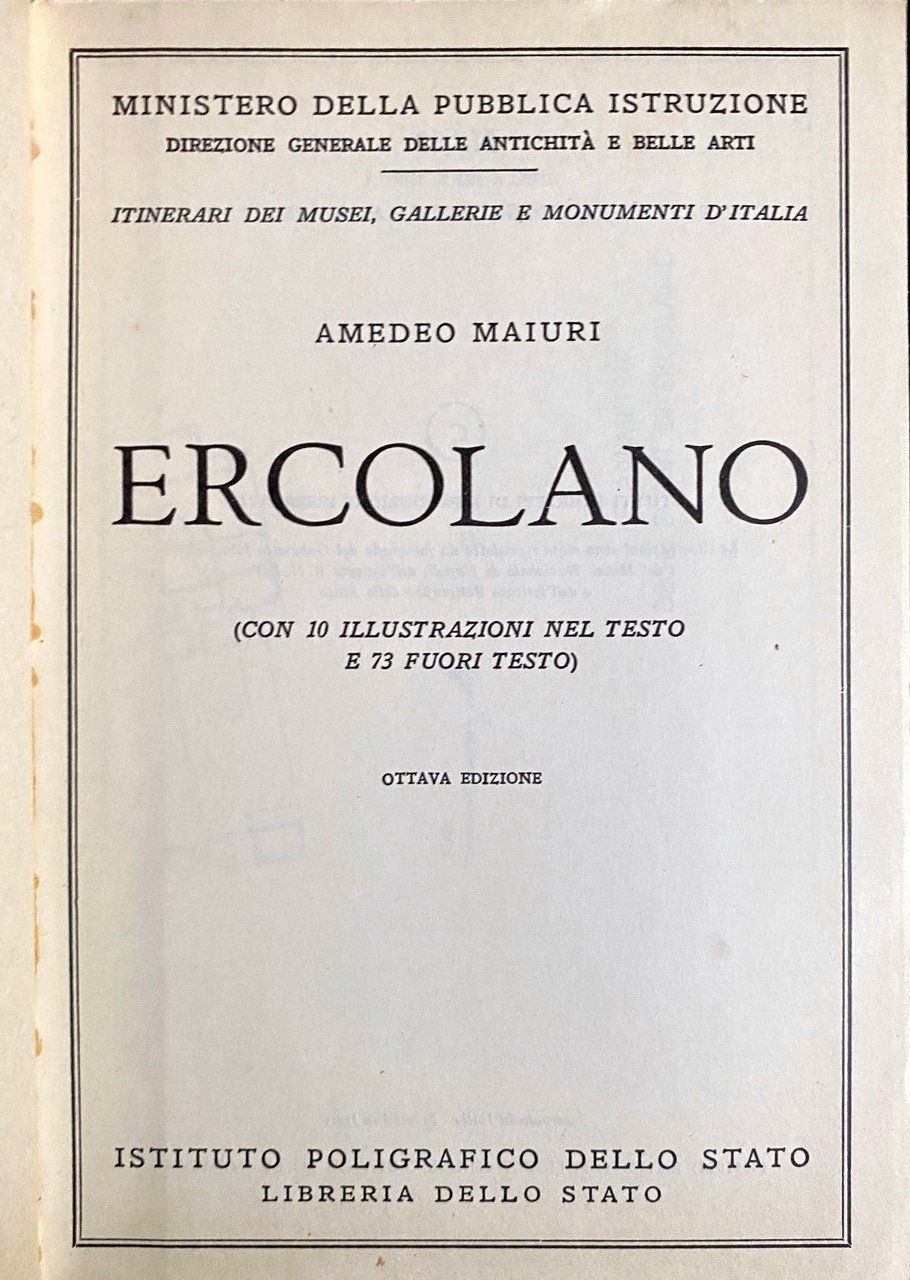 MINISTERO DELLA PUBBLICA ISTRUZIONE
DIREZIONE GENERALE DELLE ANTICHITÀ E BELLE ARTI
ITINERARI DEI MUSEI, GALLERIE E MONUMENTI D'ITALIA
AMEDEO MAIURI
ERCOLANO
(CON 10 ILLUSTRAZIONI NEL TESTO
E 73 FUORI TESTO)
OTTAVA EDIZIONE
ISTITUTO POLIGRAFICO DELLO STATO
LIBRERIA DELLO STATO